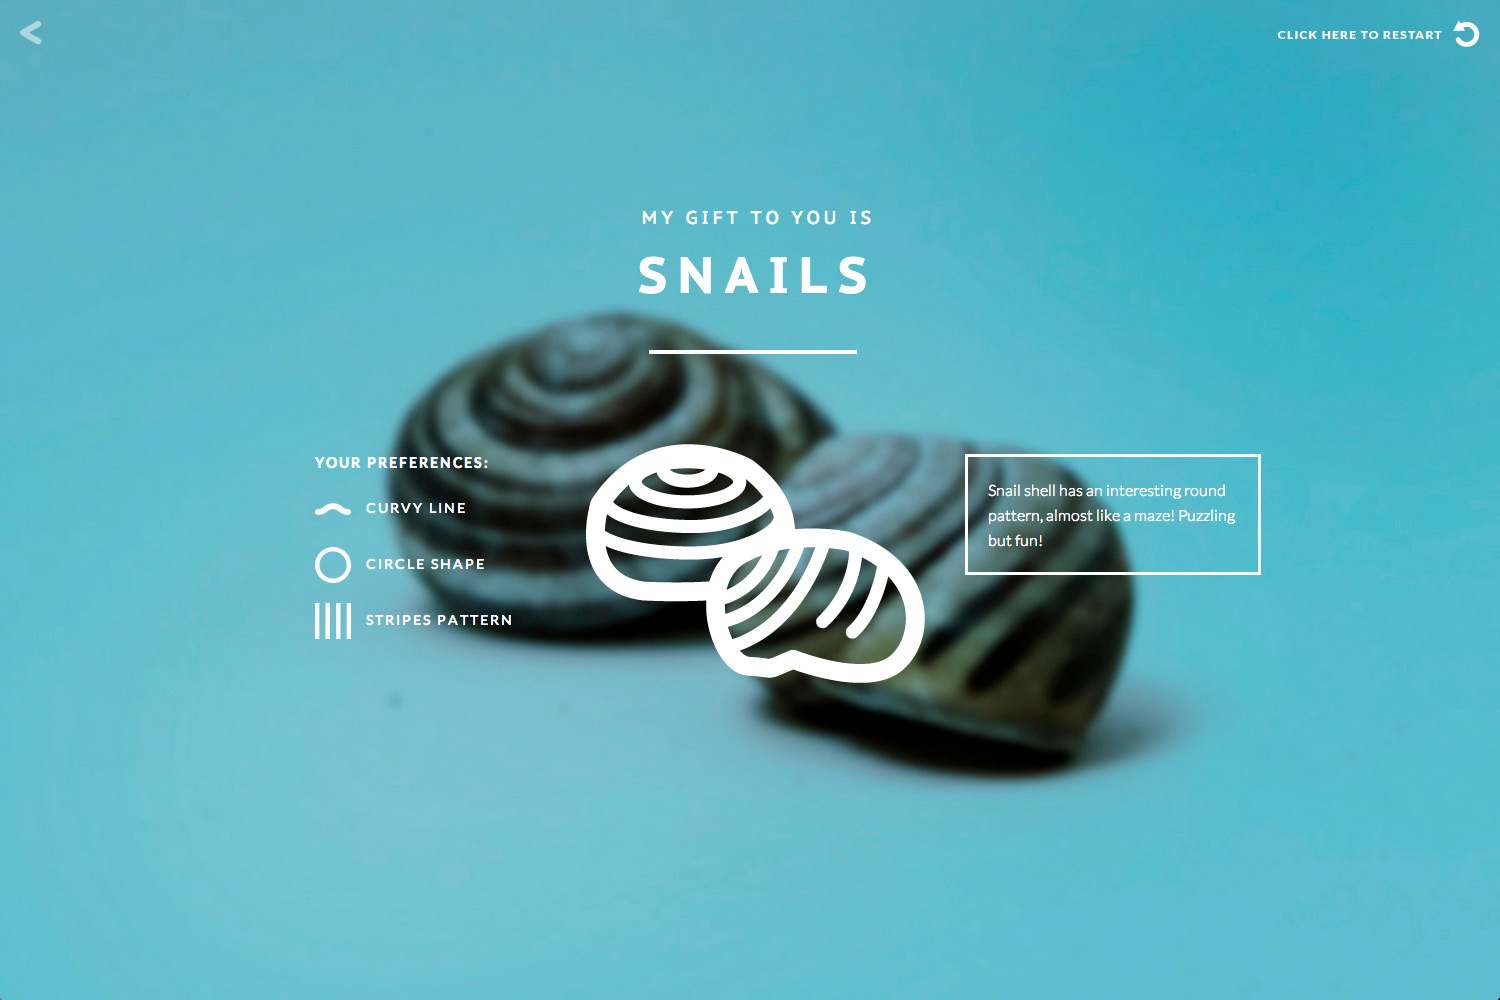 CLICK HERE TO RESTART
MY GIFT TO YOU IS
SNAILS
YOUR PREFERENCES:
CURVY LINE
CIRCLE SHAPE
STRIPES PATTERN
Snail shell has an interesting round
pattern, almost like a maze! Puzzling
but fun!